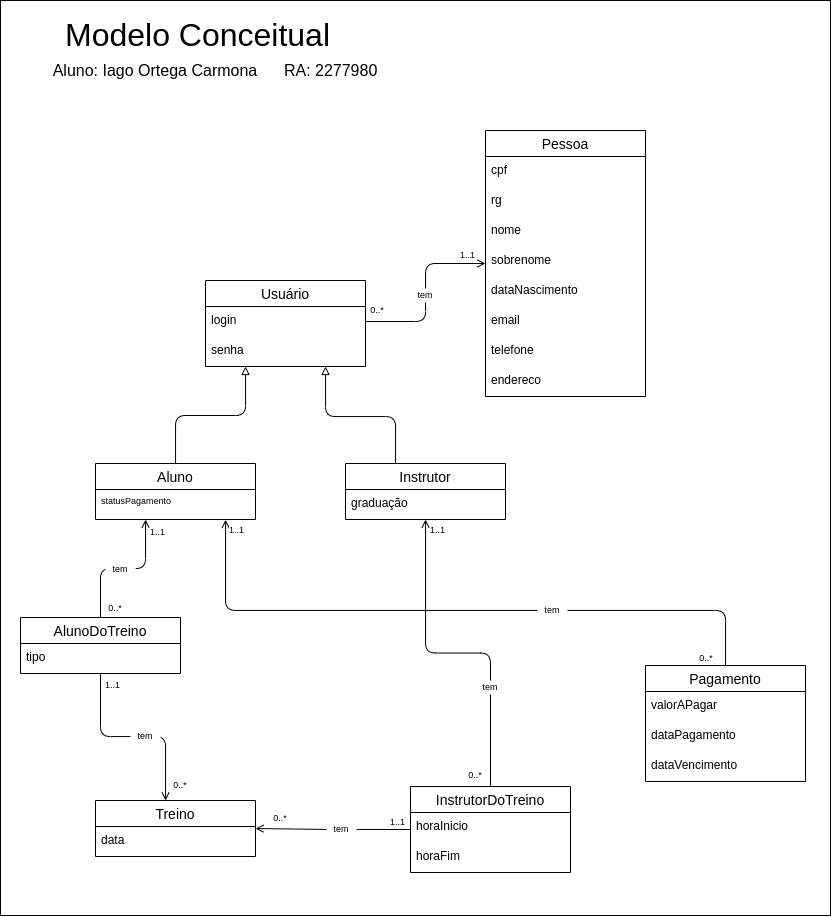 Modelo Conceitual
Aluno: Iago Ortega Carmona RA: 2277980
Pessoa
cpf
rg
nome
sobrenome
dataNascimento
email
telefone
endereco
1..1
tem
0..*
Usuário
login
senha
Aluno
statusPagamento
Instrutor
graduação
1..1
1..1
1..1
tem
0..*
tem
AlunoDoTreino
tipo
0..*
Pagamento
valorAPagar
dataPagamento
dataVencimento
1..1
tem
tem
0..*
0..*
Treino
data
0..*
tem
1..1
InstrutorDoTreino
horaInicio
horaFim